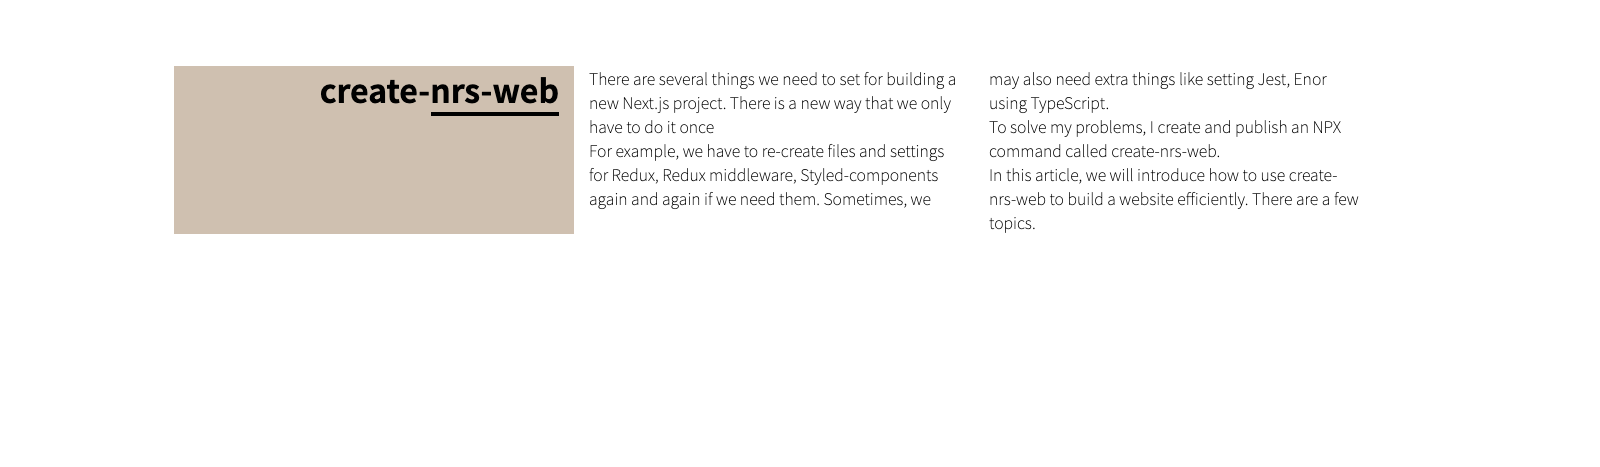 create-nrs-web
There are several things we need to set for building a
new Next.js project. There is a new way that we only
have to do it once
For example, we have to re-create files and settings
for Redux, Redux middleware, Styled-components
again and again if we need them. Sometimes, we
may also need extra things like setting Jest, Enor
using TypeScript.
To solve my problems, I create and publish an NPX
command called create-nrs-web.
In this article, we will introduce how to use create-
nrs-web to build a website efficiently. There are a few
topics.